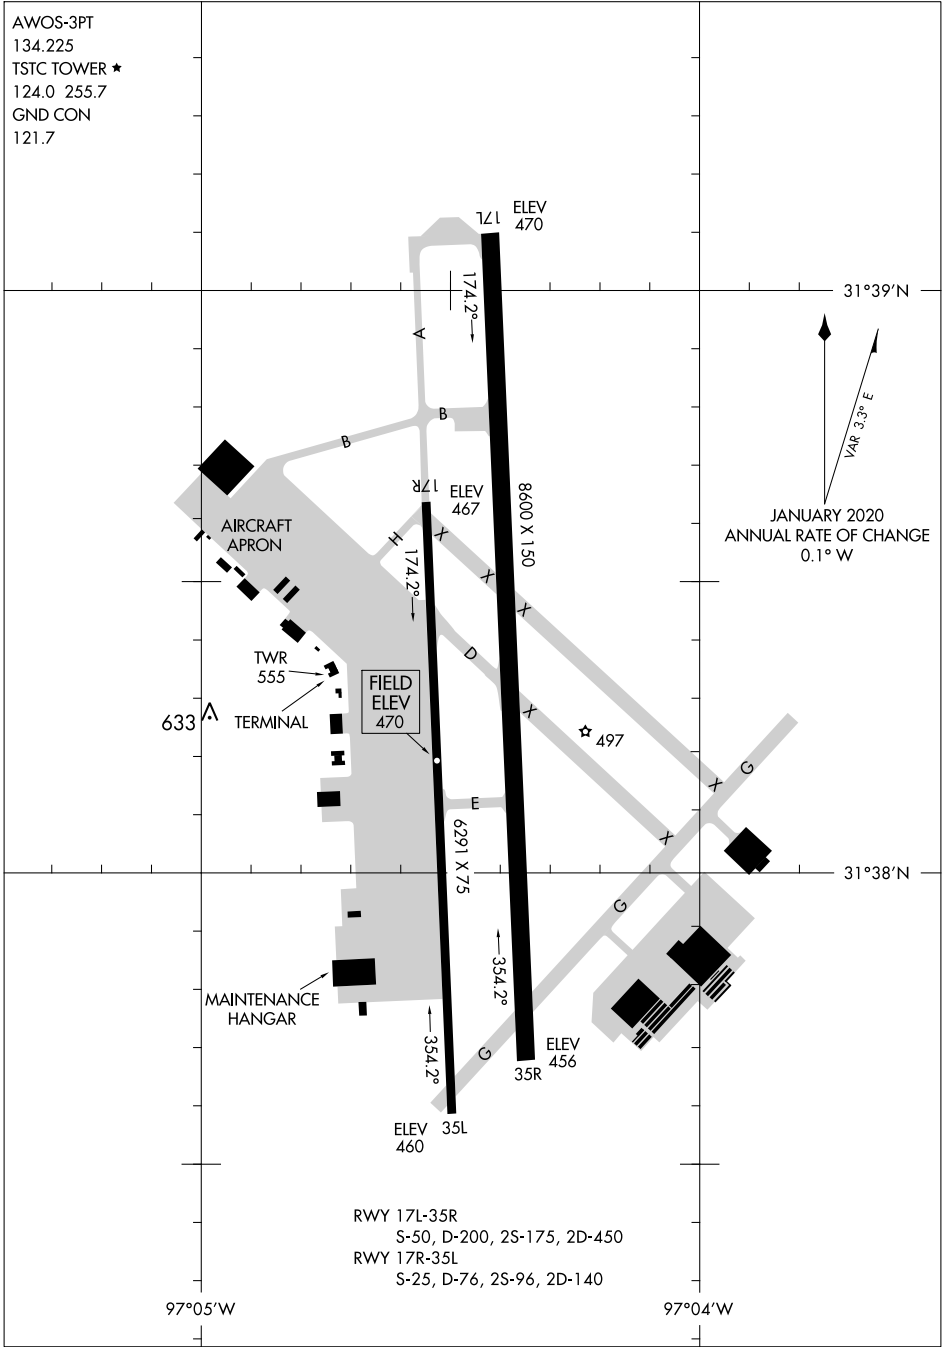 AWOS-3PT
134.225
TSTC TOWER ★
124.0 255.7
GND CON
121.7
17L
ELEV
470
174.2°
31°39'N
A
VAR 3.3° E
B
B
17R
ELEV
467
8600 X 150
JANUARY 2020
ANNUAL RATE OF CHANGE
0.1° W
AIRCRAFT
APRON
H
X
174.2°
X
X
D
TWR
555
FIELD
ELEV
470
633
TERMINAL
X
497
G
X
E
6291 X 75
X
31°38'N
G
354.2°
MAINTENANCE
HANGAR
354.2°
G
ELEV
456
35R
ELEV
460
35L
RWY 17L-35R
S-50, D-200, 2S-175, 2D-450
RWY 17R-35L
S-25, D-76, 2S-96, 2D-140
97°05'W
97°04'W